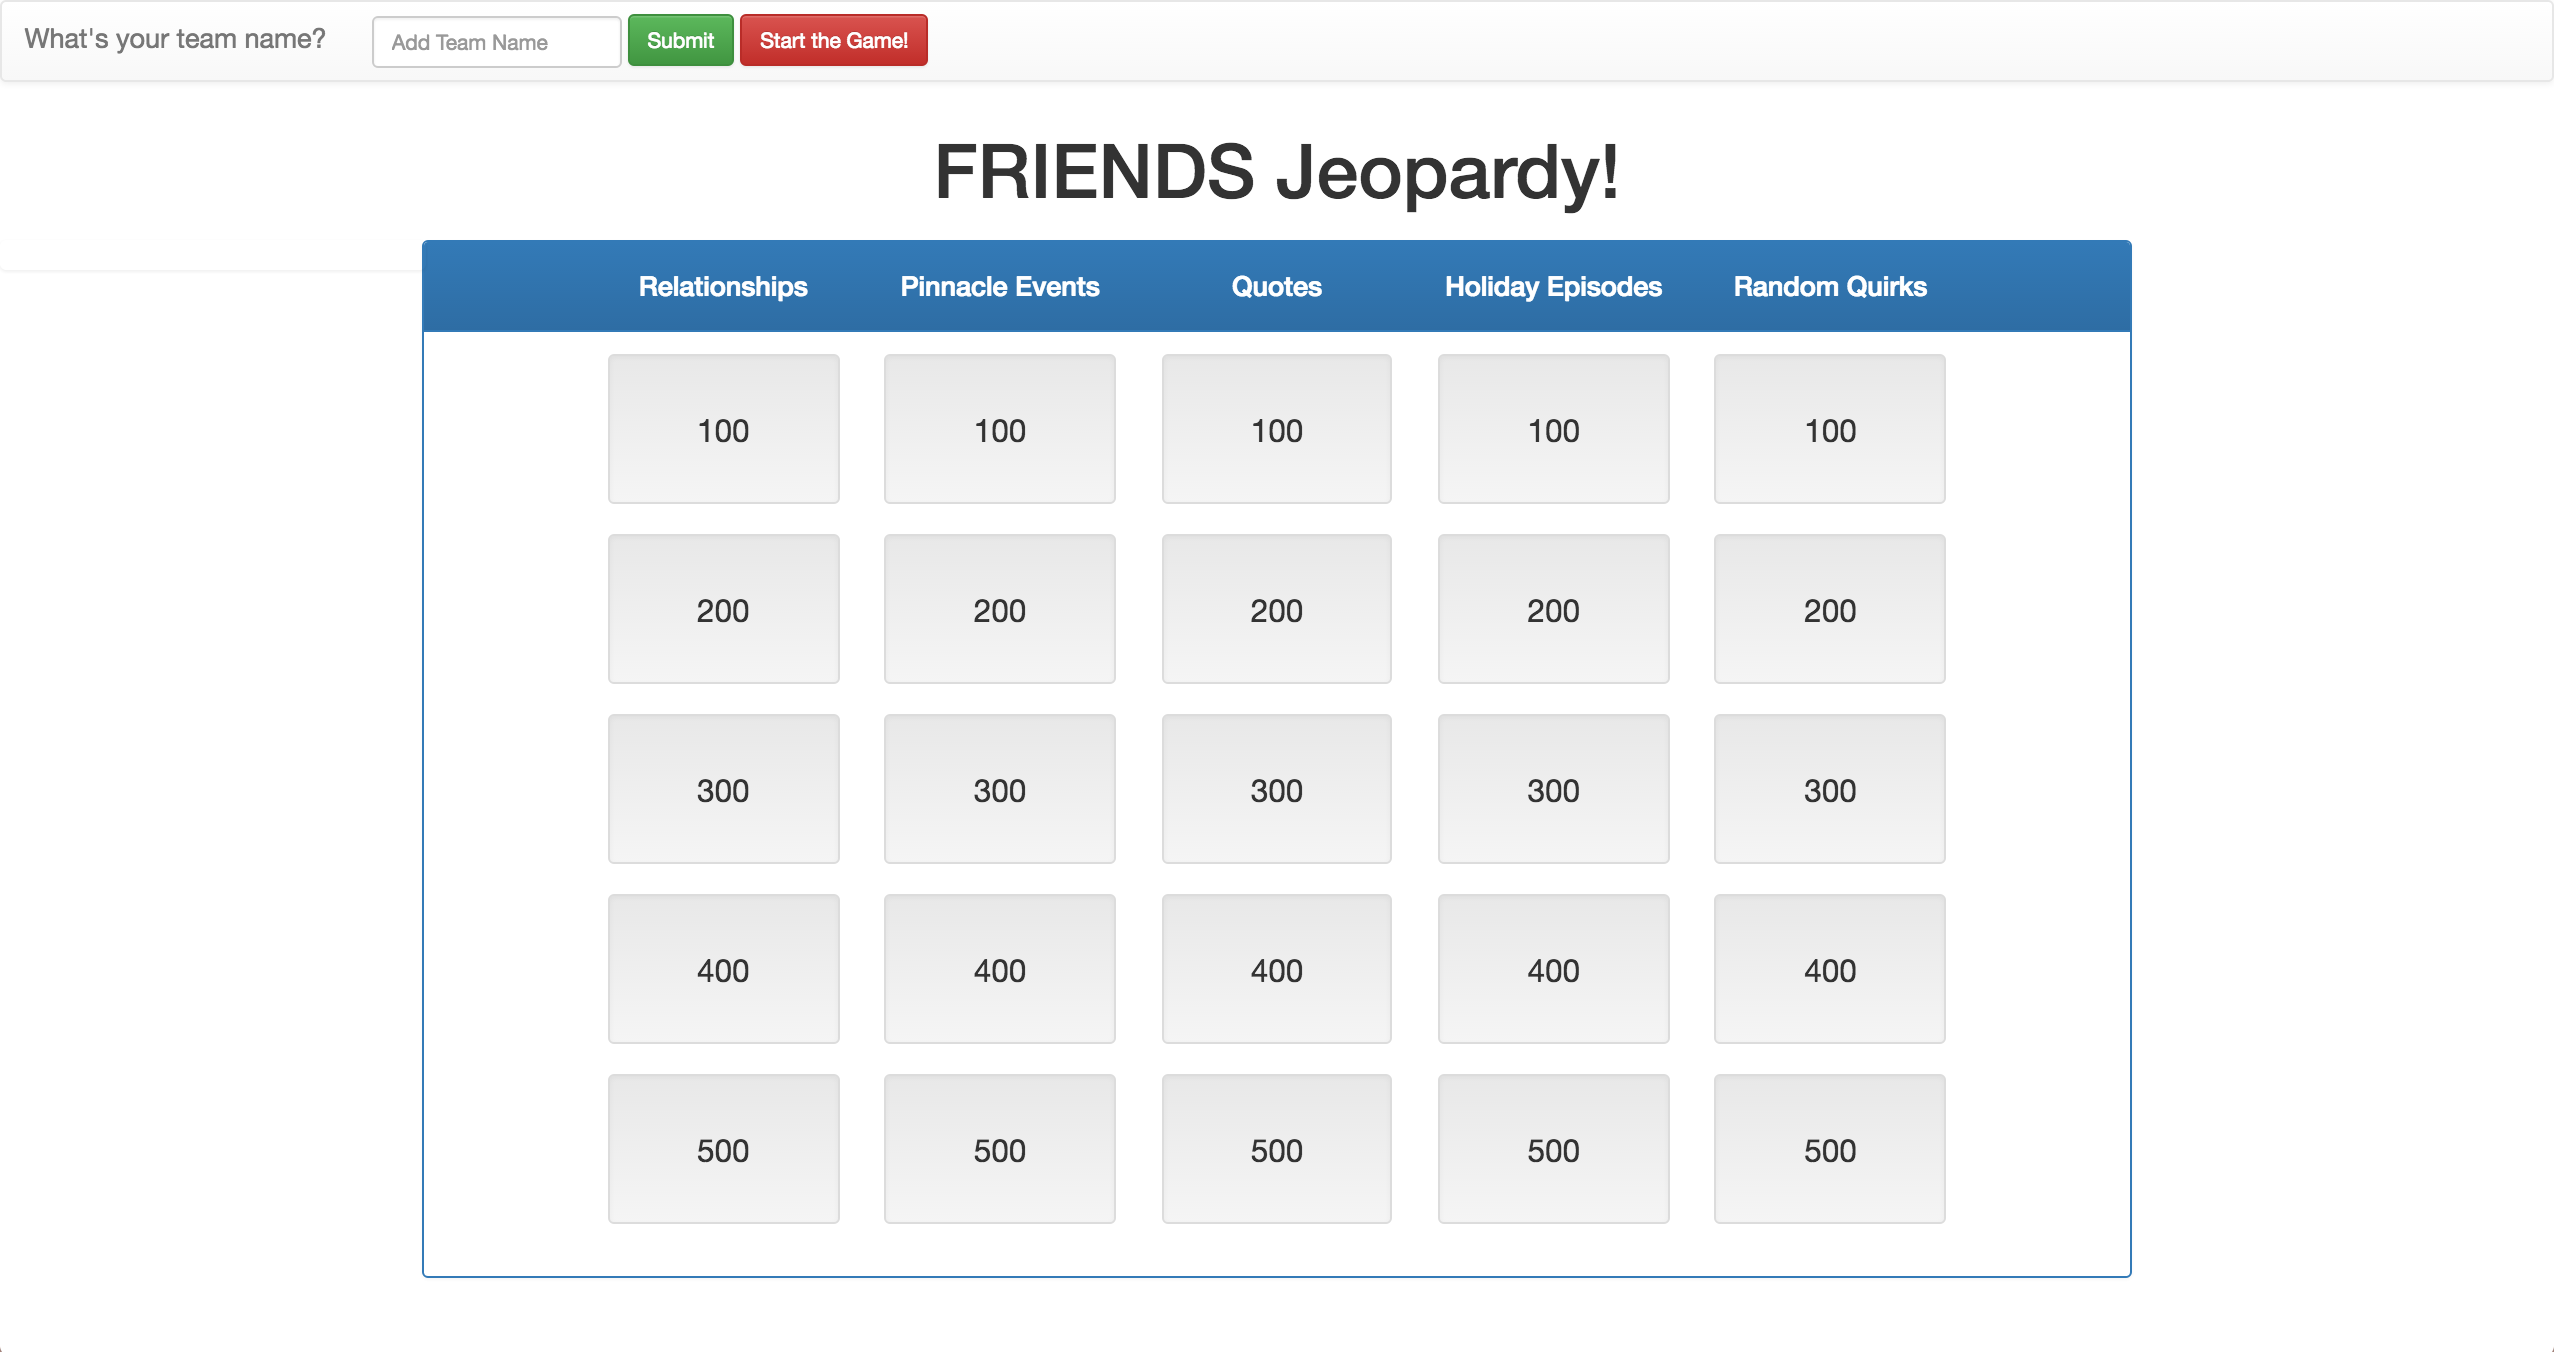 What's your team name? Add Team Name Submit Start the Game!
FRIENDS Jeopardy!
Relationships Pinnacle Events Quotes Holiday Episodes Random Quirks
100 100 100 100 100
200 200 200 200 200
300 300 300 300 300
400 400 400 400 400
500 500 500 500 500